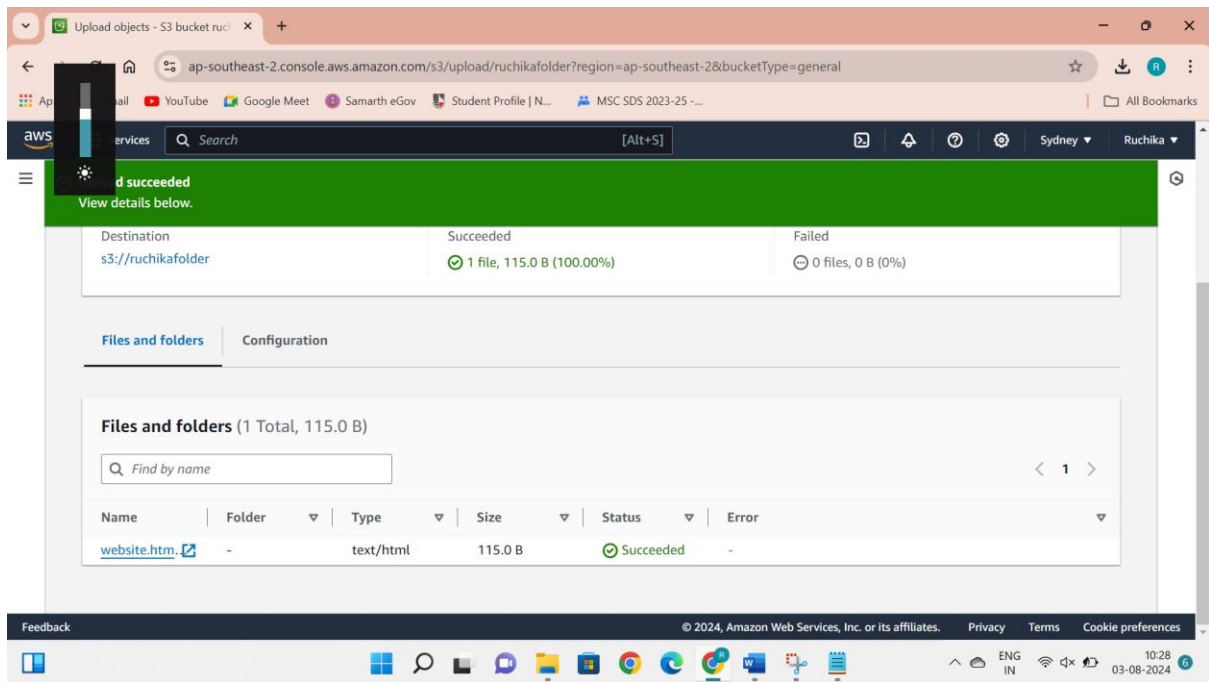 Upload objects - S3 bucket ruc
ap-southeast-2.console.aws.amazon.com/s3/upload/ruchikafolder?region=ap-southeast-2&bucketType=general
R
YouTube Google Meet Samarth eGov Student Profile | N... MSC SDS 2023-25 -... All Bookmarks
aws Search [Alt+S] Sydney Ruchika
succeeded
View details below.
Destination Succeeded Failed
s3://ruchikafolder 1 file, 115.0 B (100.00%) 0 files, 0 B (0%)
Files and folders Configuration
Files and folders (1 Total, 115.0 B)
Find by name 1
Name Folder Type Size Status Error
website.htm. - text/html 115.0 B Succeeded -
Feedback © 2024, Amazon Web Services, Inc. or its affiliates. Privacy Terms Cookie preferences
ENG 10:28
IN 03-08-2024 6